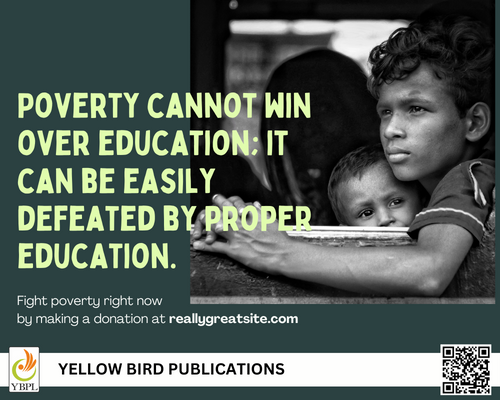 POVERTY CANNOT WIN
OVER EDUCATION; IT
CAN BE EASILY
DEFEATED BY PROPER
EDUCATION.
Fight poverty right now
by making a donation at reallygreatsite.com
YBPL
YELLOW BIRD PUBLICATIONS